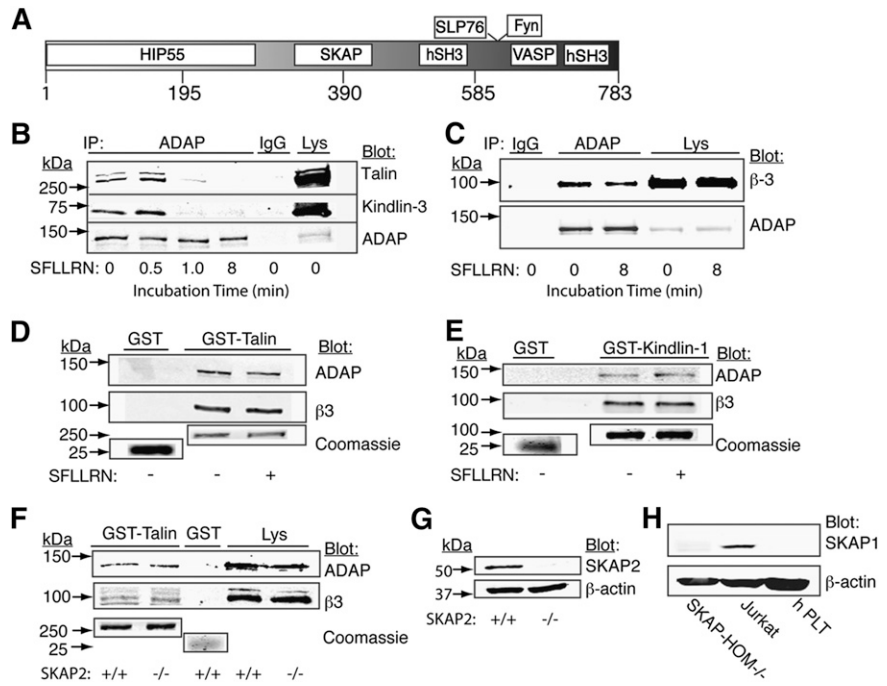 A
SLP76 Fyn
HIP55 SKAP hSH3 VASP hSH3
1 195 390 585 783
B
IP: ADAP IgG Lys
kDa Blot:
250 Talin
75 Kindlin-3
150 ADAP
SFLLRN: 0 0.5 1.0 8 0 0
Incubation Time (min)
C
IP: IgG ADAP Lys
kDa Blot:
100 β-3
150 ADAP
SFLLRN: 0 0 8 0 8
Incubation Time (min)
D
kDa GST GST-Talin Blot:
150 ADAP
100 β3
250 Coomassie
25
SFLLRN: - - +
E
kDa GST GST-Kindlin-1 Blot:
150 ADAP
100 β3
100 Coomassie
25
SFLLRN: - - +
F
kDa GST-Talin GST Lys Blot:
150 ADAP
100 β3
250 Coomassie
25
SKAP2: +/+ -/- +/+ +/+ -/-
G
kDa Blot:
50 SKAP2
37 β-actin
SKAP2: +/+ -/-
H
Blot:
SKAP1
β-actin
SKAP-HOM-/- Jurkat h PLT